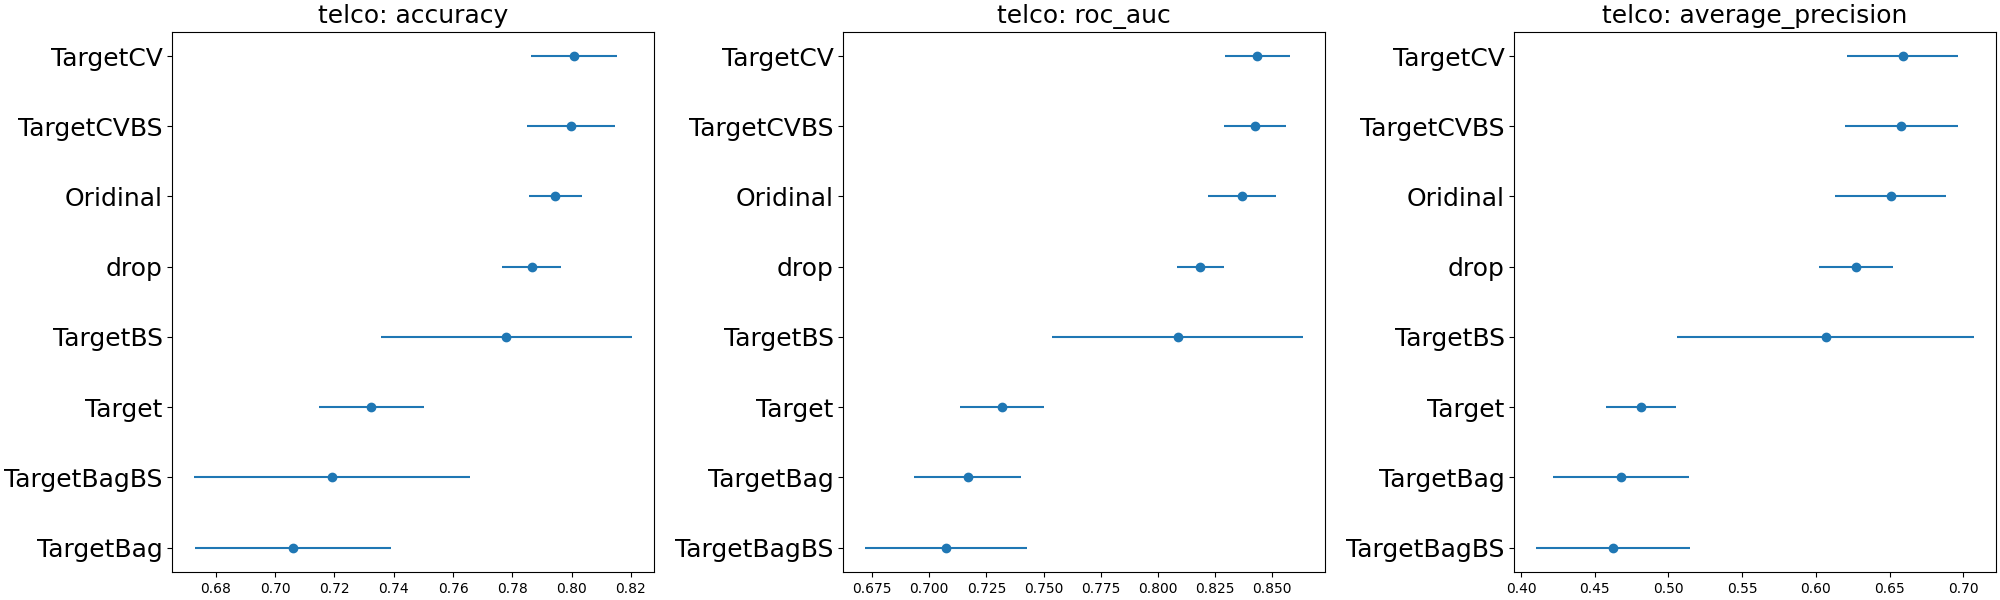 telco: accuracy
TargetCV
TargetCVBS
Oridinal
drop
TargetBS
Target
TargetBagBS
TargetBag
0.68 0.70 0.72 0.74 0.76 0.78 0.80 0.82
telco: roc_auc
TargetCV
TargetCVBS
Oridinal
drop
TargetBS
Target
TargetBag
TargetBagBS
0.675 0.700 0.725 0.750 0.775 0.800 0.825 0.850
telco: average_precision
TargetCV
TargetCVBS
Oridinal
drop
TargetBS
Target
TargetBag
TargetBagBS
0.40 0.45 0.50 0.55 0.60 0.65 0.70